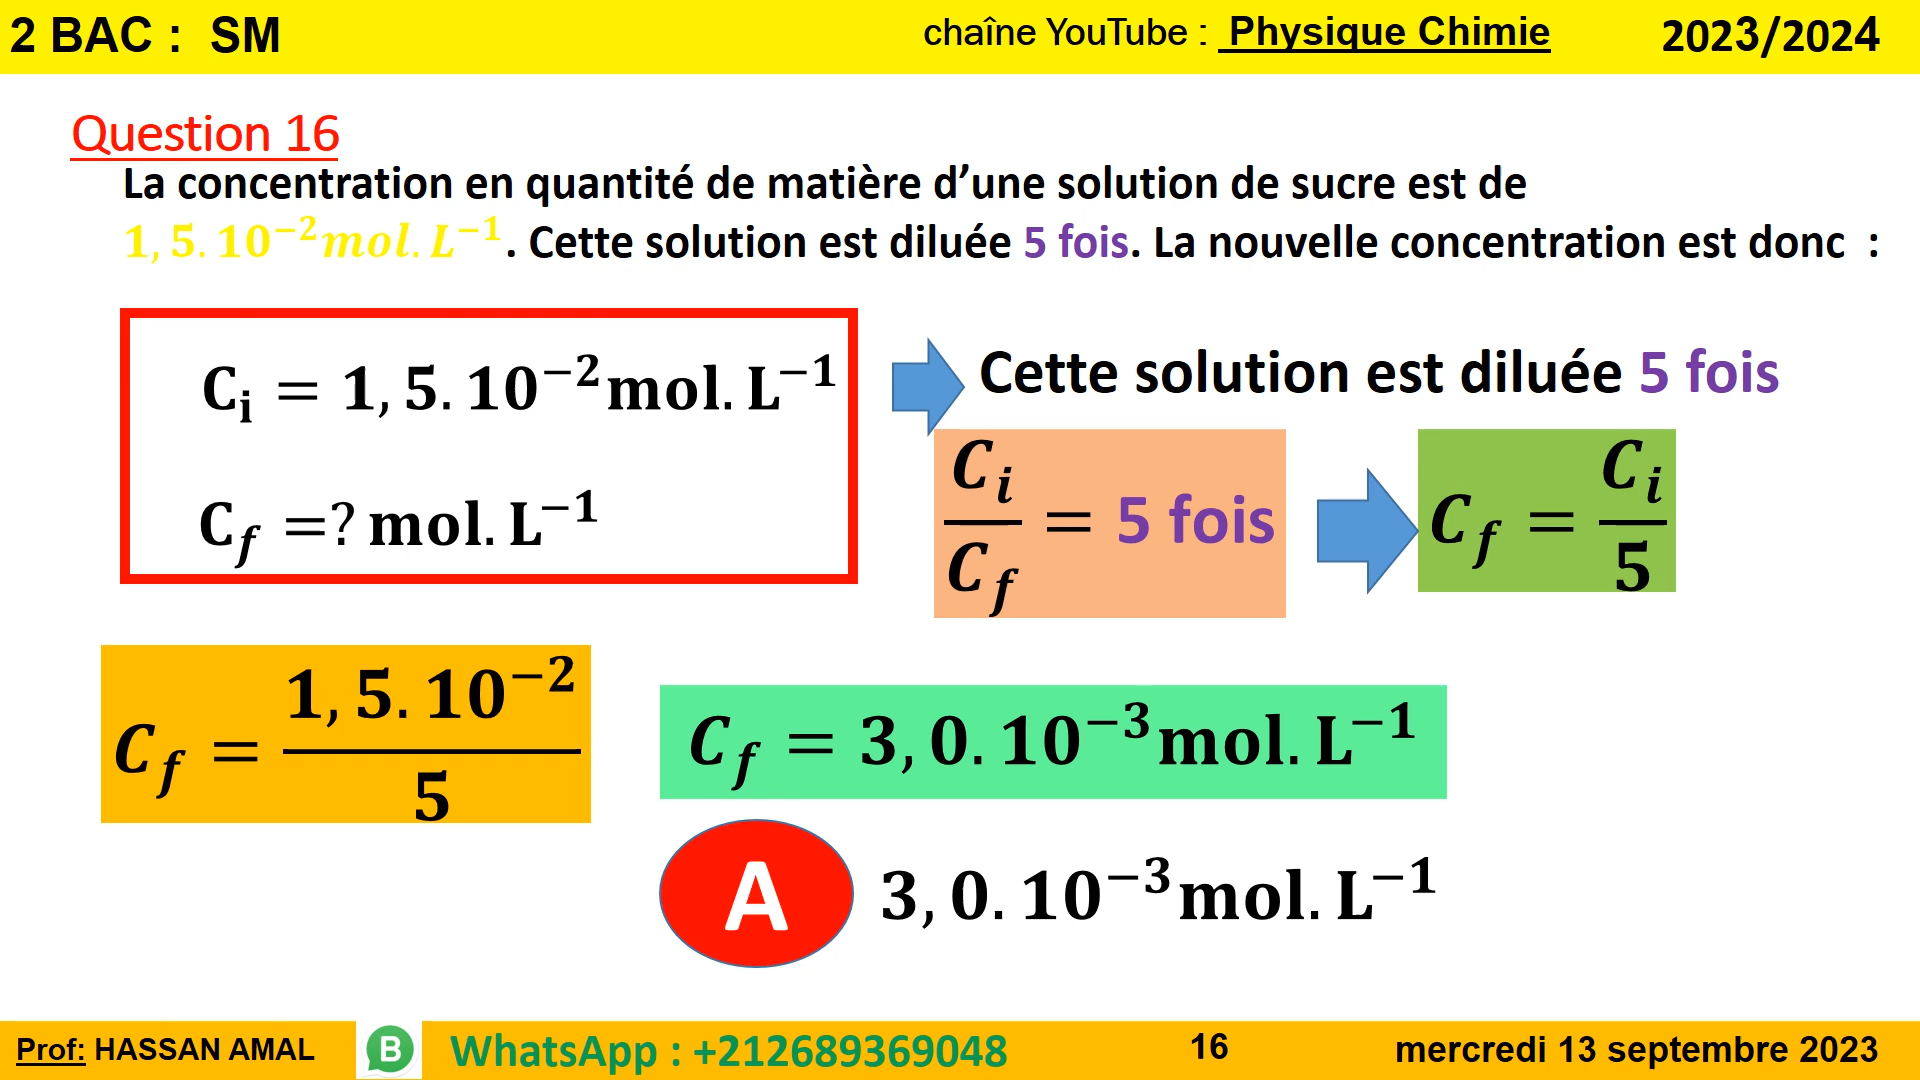 2 BAC : SM
chaîne YouTube : Physique Chimie
2023/2024
Question 16
La concentration en quantité de matière d’une solution de sucre est de
1,5.10⁻²mol.L⁻¹. Cette solution est diluée 5 fois. La nouvelle concentration est donc :
Cᵢ = 1,5.10⁻²mol.L⁻¹
C_f =? mol.L⁻¹
Cette solution est diluée 5 fois
Cᵢ/C_f = 5 fois
C_f = Cᵢ/5
C_f = 1,5.10⁻²/5
C_f = 3,0.10⁻³mol.L⁻¹
A 3,0.10⁻³mol.L⁻¹
Prof: HASSAN AMAL
B
WhatsApp : +212689369048
16
mercredi 13 septembre 2023